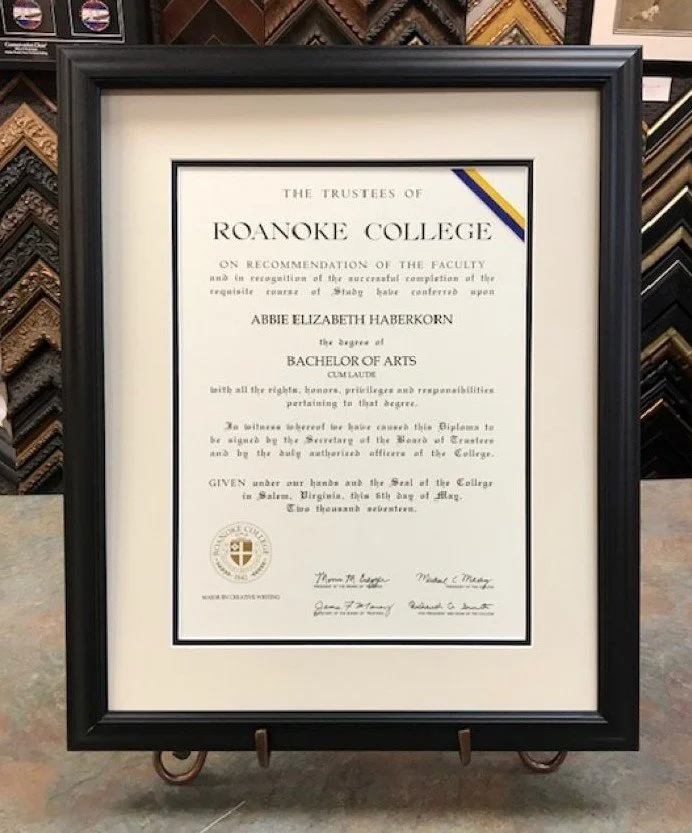 THE TRUSTEES OF
ROANOKE COLLEGE
ON RECOMMENDATION OF THE FACULTY
and in recognition of the successful completion of the
requisite course of Study have conferred upon
ABBIE ELIZABETH HABERKORN
the degree of
BACHELOR OF ARTS
CUM LAUDE
with all the rights, honors, privileges and responsibilities
pertaining to that degree.
In witness whereof we have caused this Diploma to
be signed by the Secretary of the Board of Trustees
and by the duly authorized officers of the College.
GIVEN under our hands and the Seal of the College
in Salem, Virginia, this 6th day of May,
Two thousand seventeen.
ROANOKE COLLEGE
1842
MAJOR IN CREATIVE WRITING